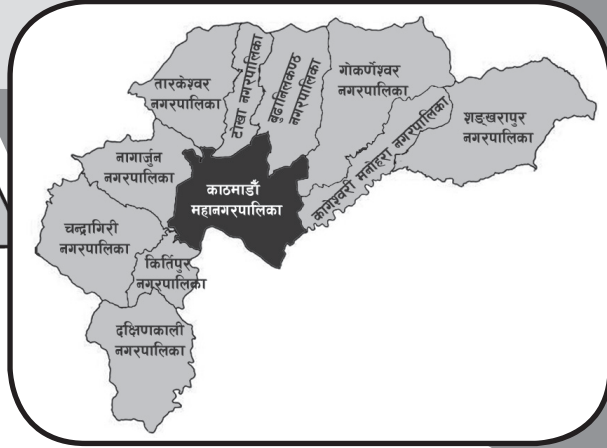 तारकेश्वर
नगरपालिका
टोखा नगरपालिका
बुढानिलकण्ठ
नगरपालिका
गोकर्णेश्वर
नगरपालिका
शङ्खरापुर
नगरपालिका
कागेश्वरी मनोहरा नगरपालिका
नागार्जुन
नगरपालिका
काठमाडौँ
महानगरपालिका
चन्द्रागिरी
नगरपालिका
किर्तिपुर
नगरपालिका
दक्षिणकाली
नगरपालिका